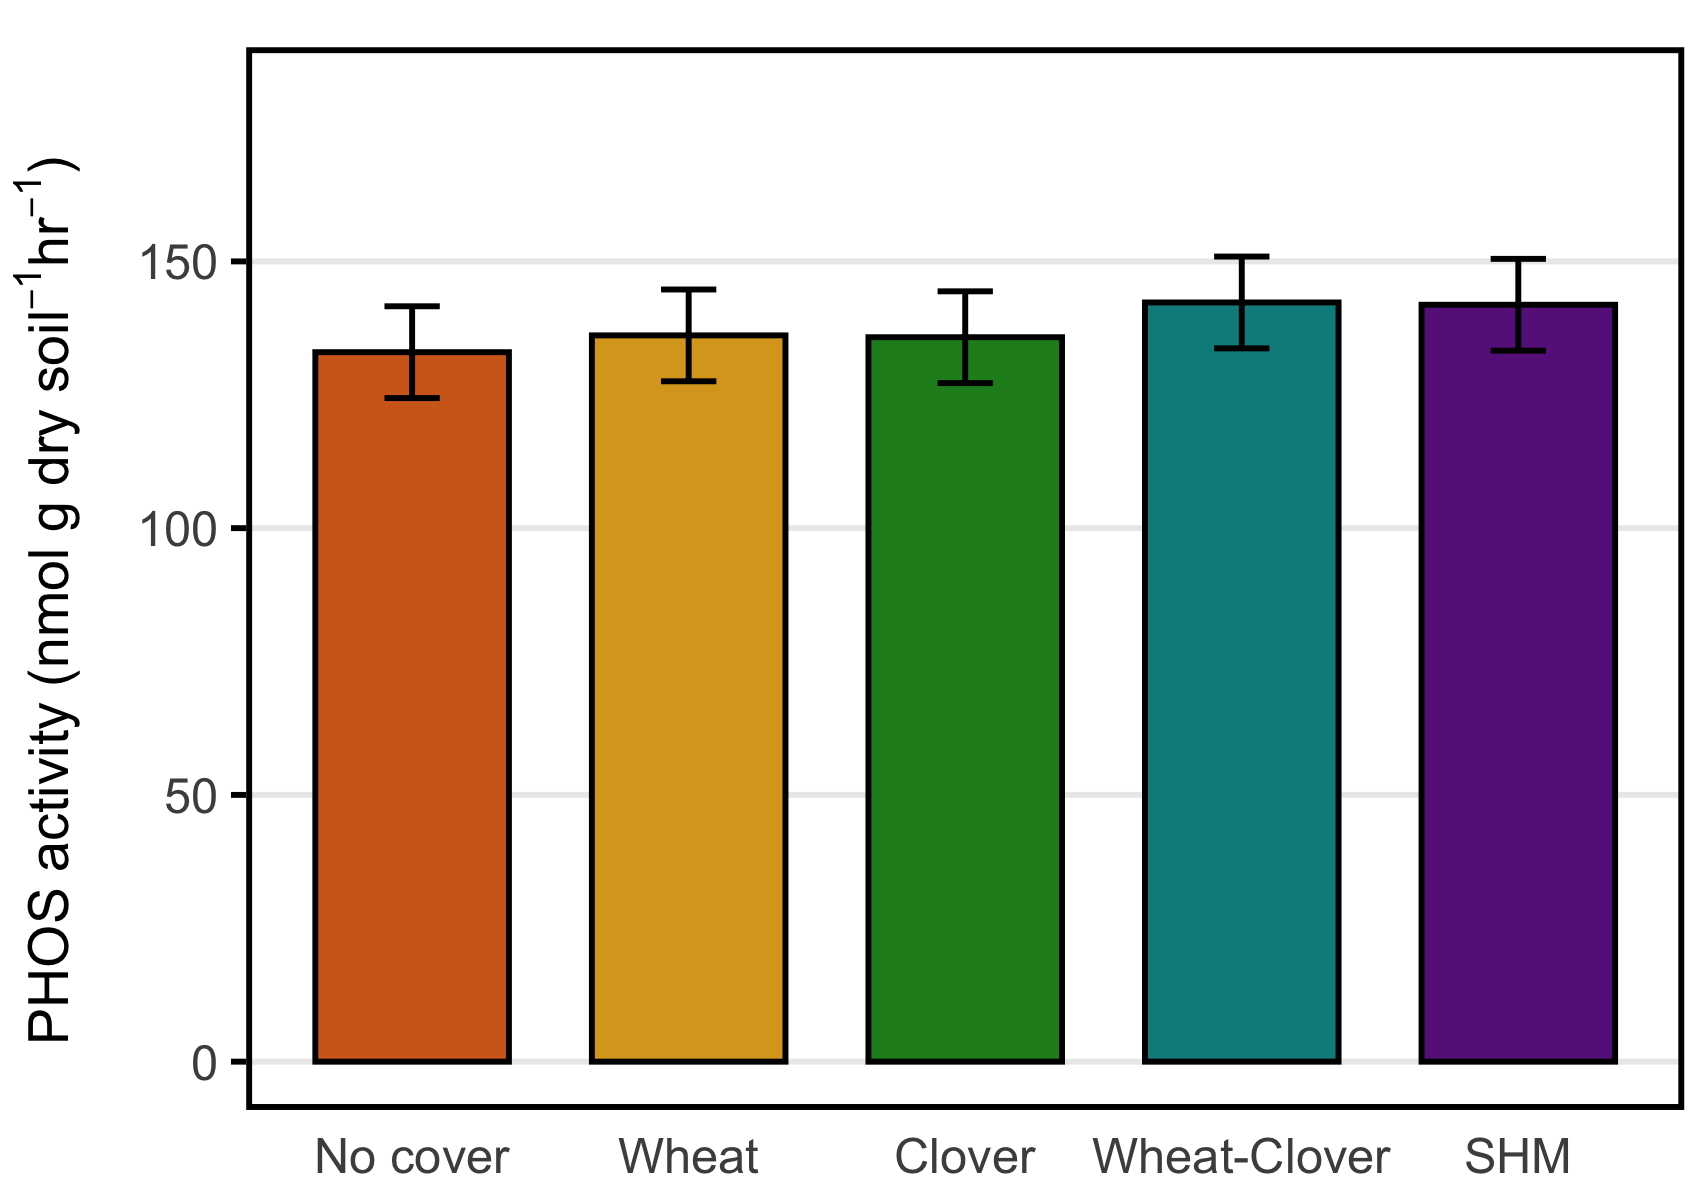 PHOS activity (nmol g dry soil⁻¹hr⁻¹)
150
100
50
0
No cover Wheat Clover Wheat-Clover SHM